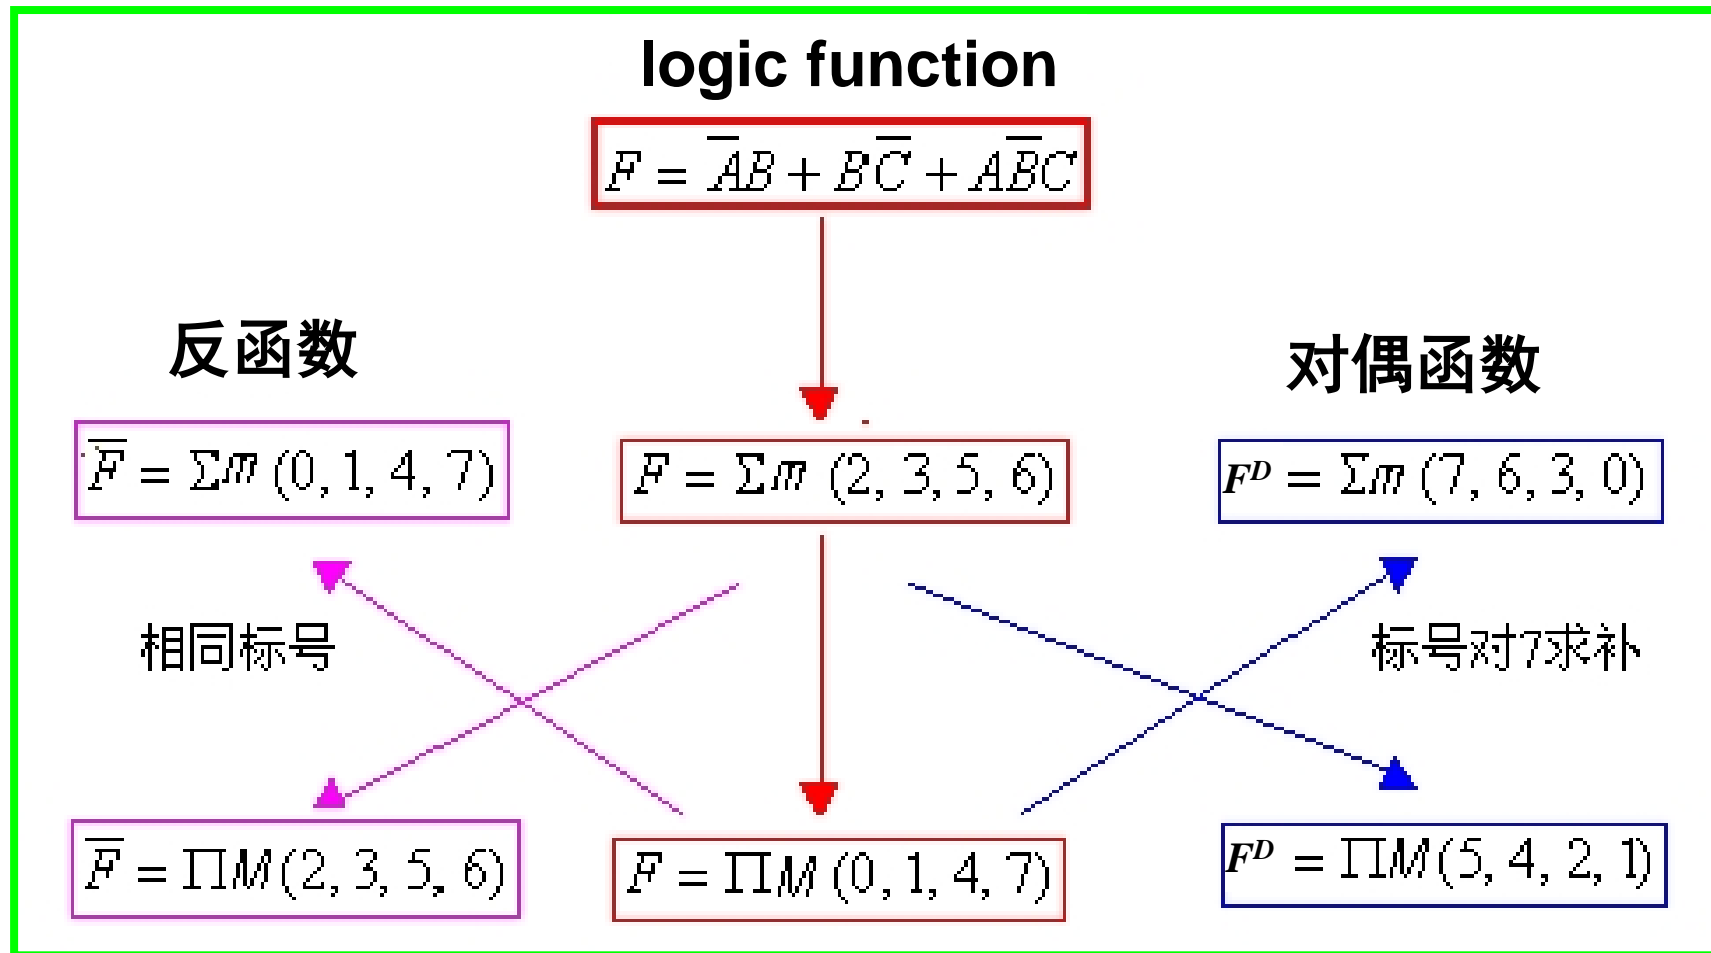 logic function
F = A̅B + BC̅ + AB̅C
反函数
对偶函数
F̅ = Σm (0, 1, 4, 7)
F = Σm (2, 3, 5, 6)
Fᴰ = Σm (7, 6, 3, 0)
相同标号
标号对7求补
F̅ = ΠM (2, 3, 5, 6)
F = ΠM (0, 1, 4, 7)
Fᴰ = ΠM (5, 4, 2, 1)